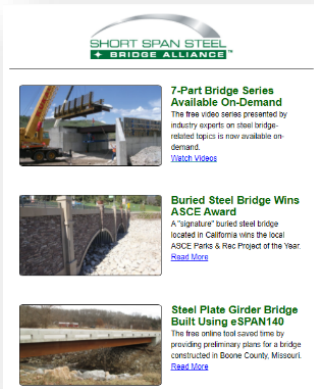 SHORT SPAN STEEL
BRIDGE ALLIANCE
7-Part Bridge Series
Available On-Demand
The free video series presented by
industry experts on steel bridge-
related topics is now available on-
demand.
Watch Videos
Buried Steel Bridge Wins
ASCE Award
A "signature" buried steel bridge
located in California wins the local
ASCE Parks & Rec Project of the Year.
Read More
Steel Plate Girder Bridge
Built Using eSPAN140
The free online tool saved time by
providing preliminary plans for a bridge
constructed in Boone County, Missouri.
Read More